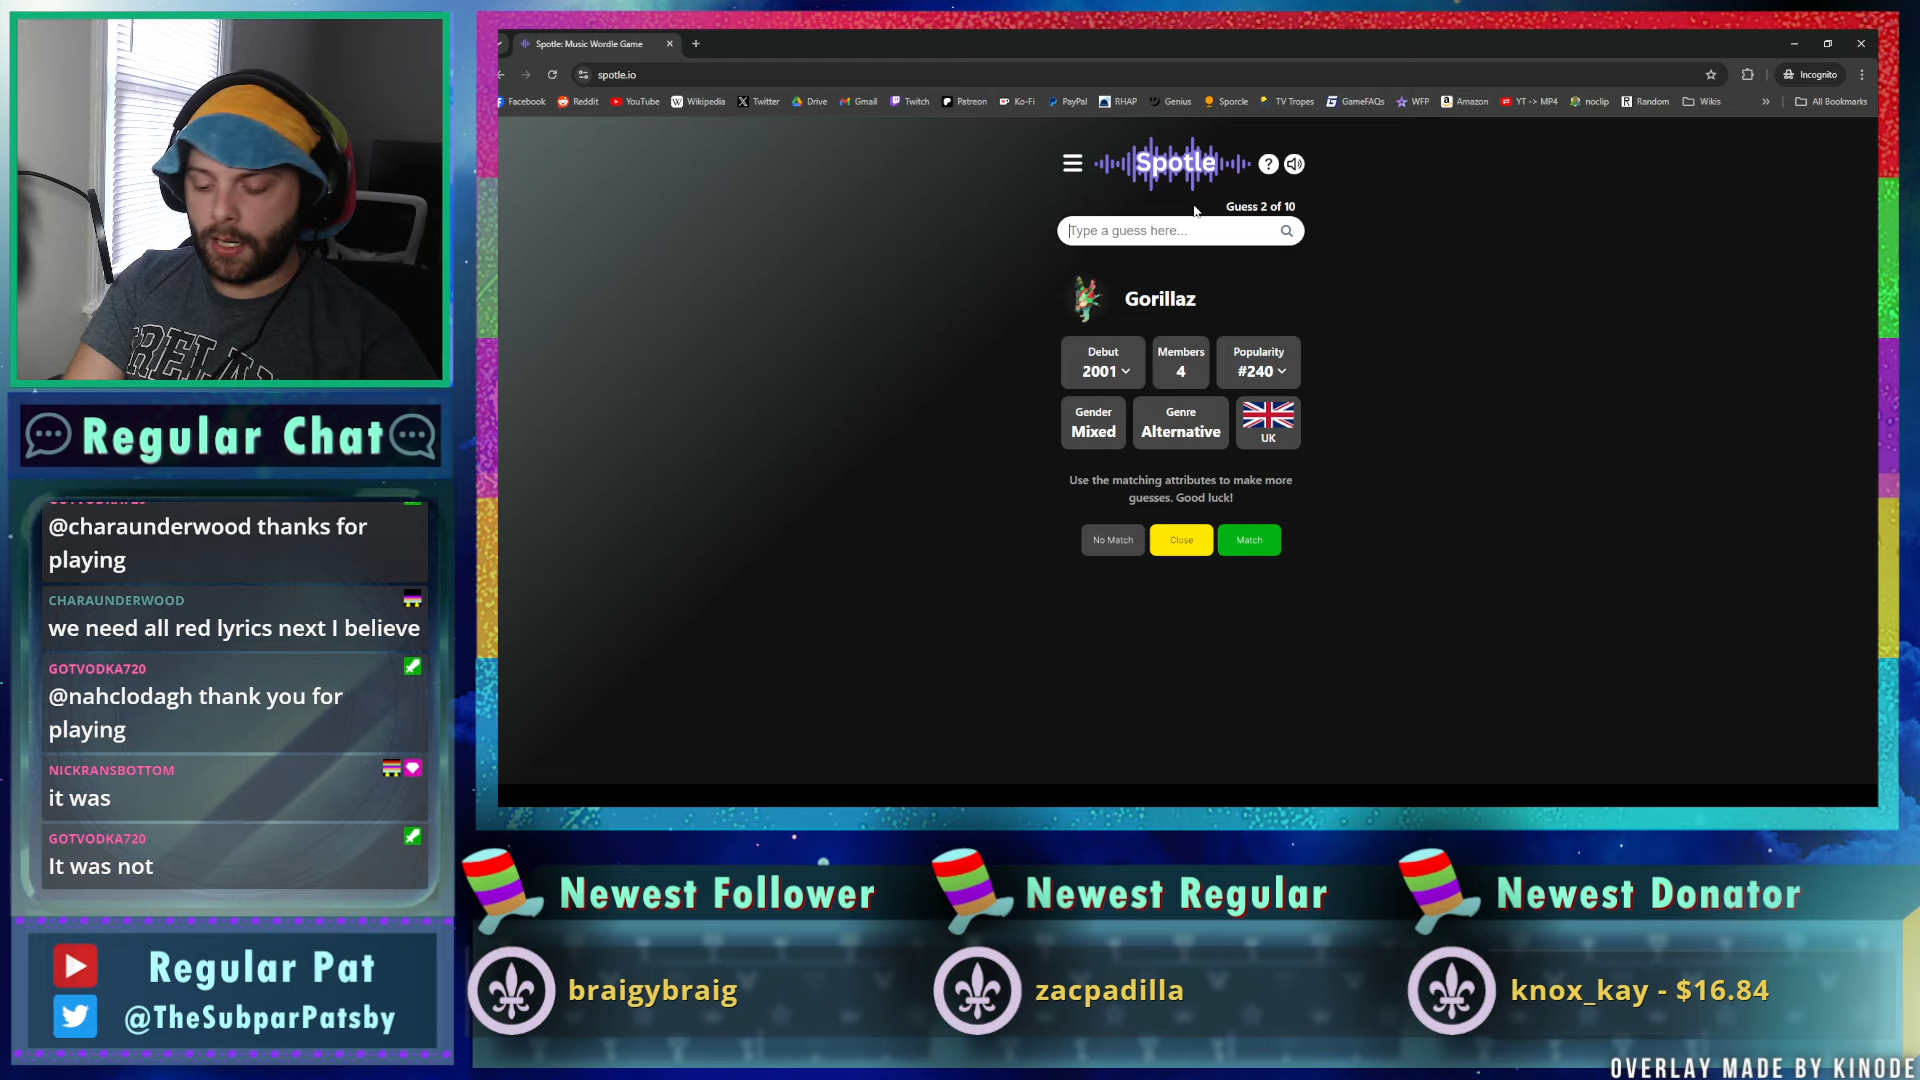 Spotle: Music Wordle Game
spotle.io
Incognito
Facebook Reddit YouTube Wikipedia Twitter Drive Gmail Twitch Patreon Ko-Fi PayPal RHAP Genius Sporcle TV Tropes GameFAQs WFP Amazon YT -> MP4 noclip Random Wikis » All Bookmarks
Spotle
?
Guess 2 of 10
Type a guess here...
Gorillaz
Debut Members Popularity
2001 4 #240
Gender Genre
Mixed Alternative UK
Use the matching attributes to make more
guesses. Good luck!
No Match Close Match
Regular Chat
@charaunderwood thanks for
playing
CHARAUNDERWOOD
we need all red lyrics next I believe
GOTVODKA720
@nahclodagh thank you for
playing
NICKRANSBOTTOM
it was
GOTVODKA720
It was not
Regular Pat
@TheSubparPatsby
Newest Follower
braigybraig
Newest Regular
zacpadilla
Newest Donator
knox_kay - $16.84
OVERLAY MADE BY KINODE